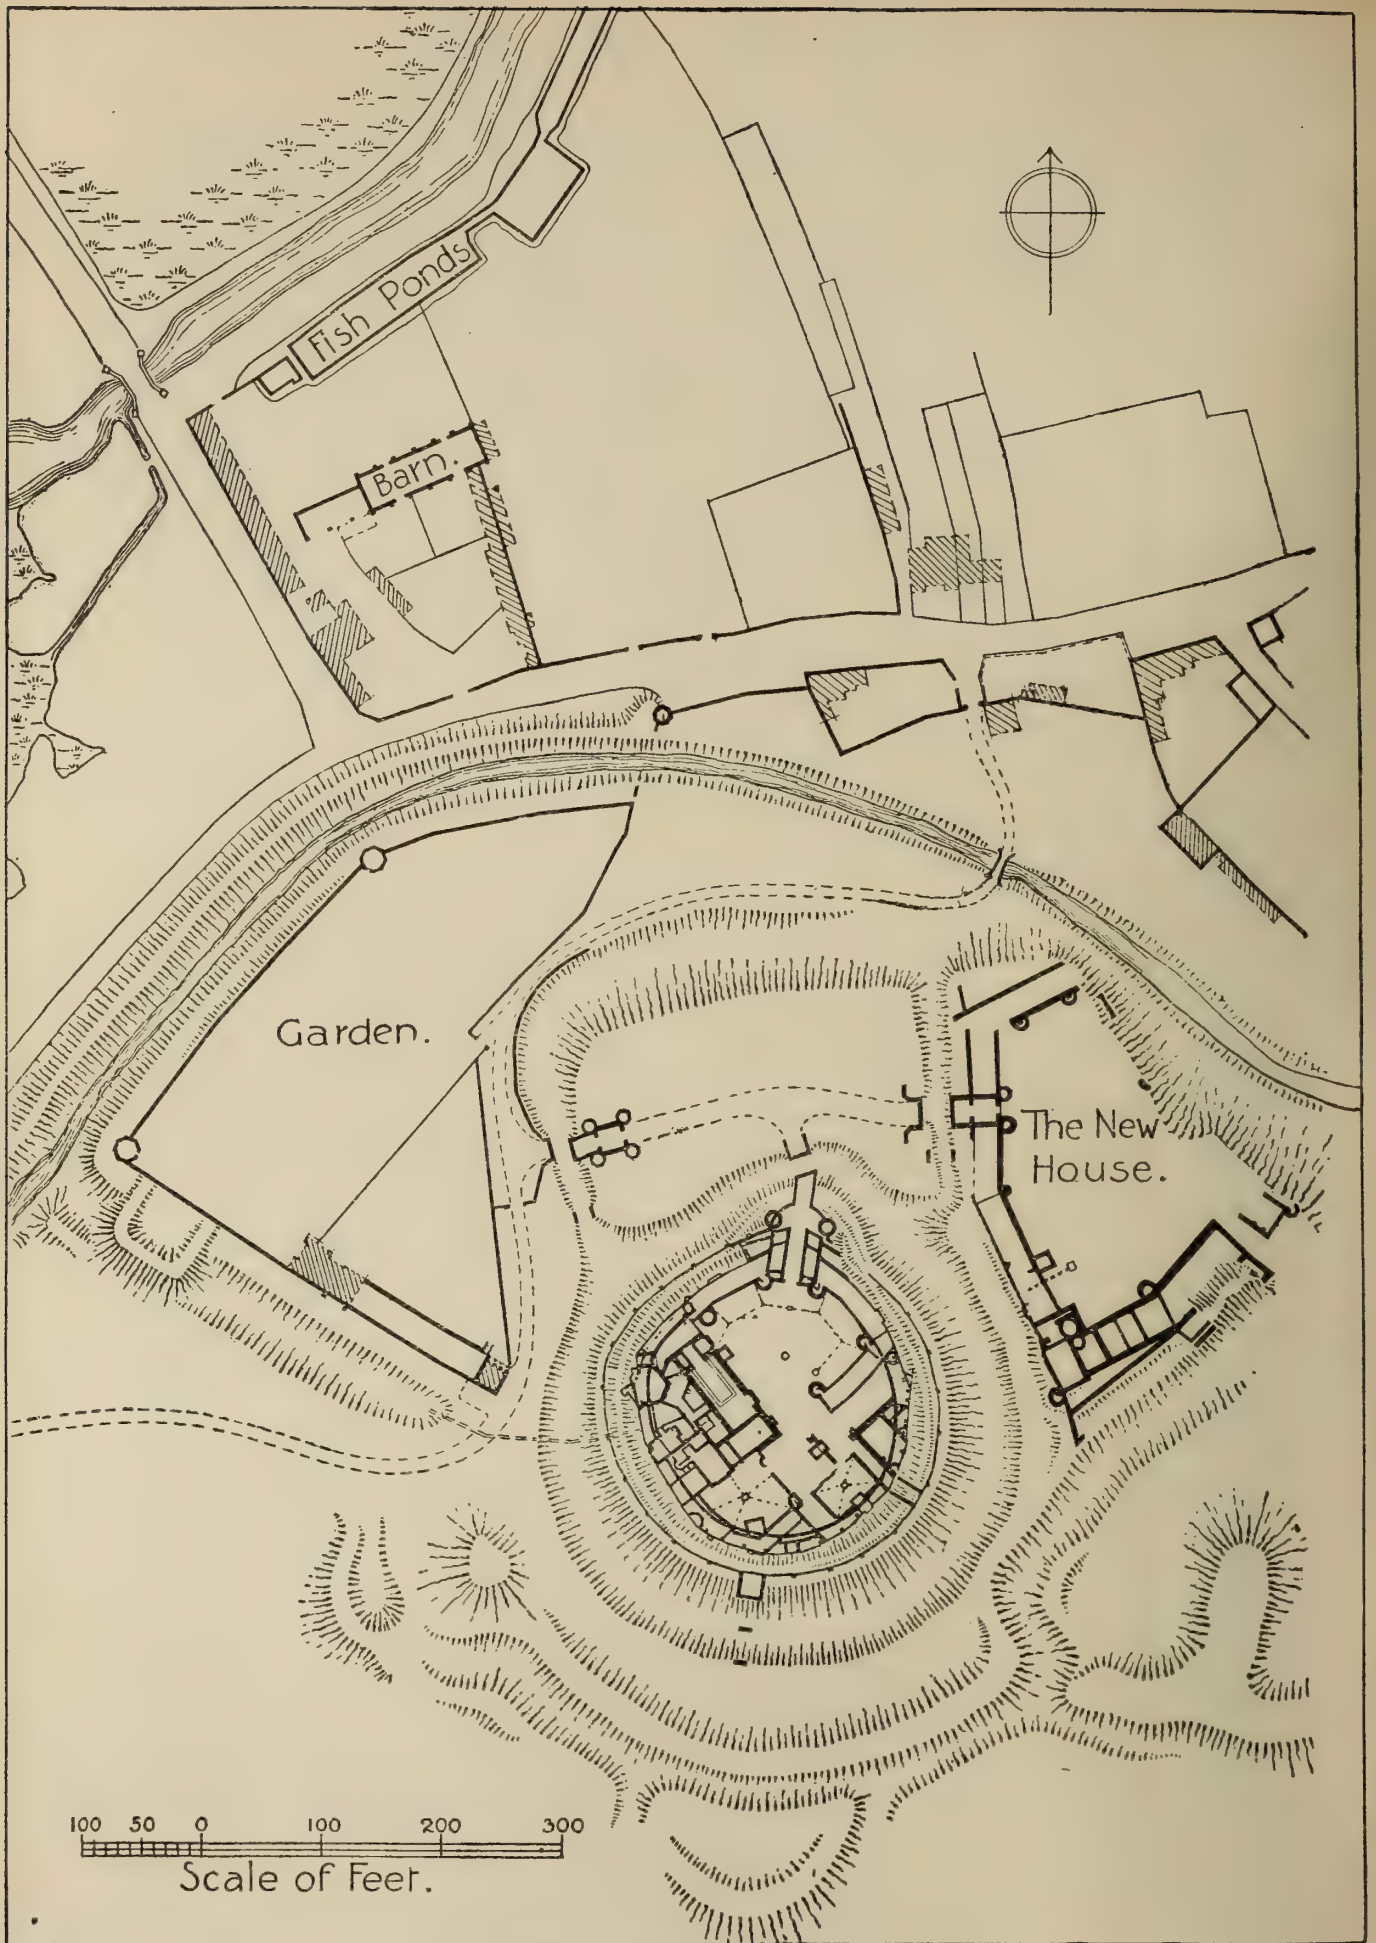 Fish Ponds
Barn.
Garden.
The New
House.
100 50 0 100 200 300
Scale of Feet.